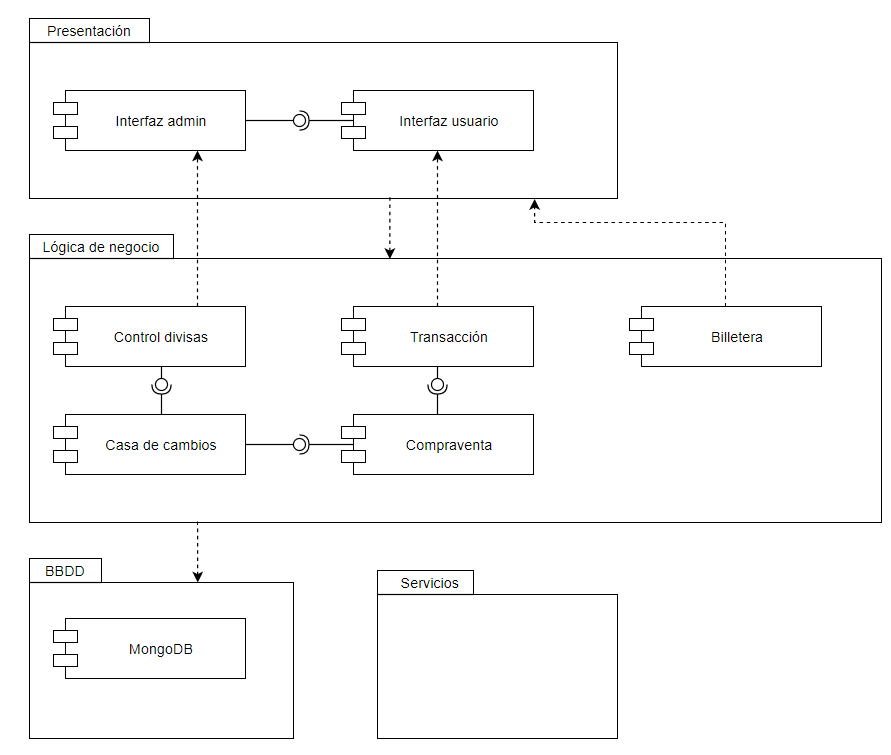 Presentación
Interfaz admin
Interfaz usuario
Lógica de negocio
Control divisas
Transacción
Billetera
Casa de cambios
Compraventa
BBDD
Servicios
MongoDB